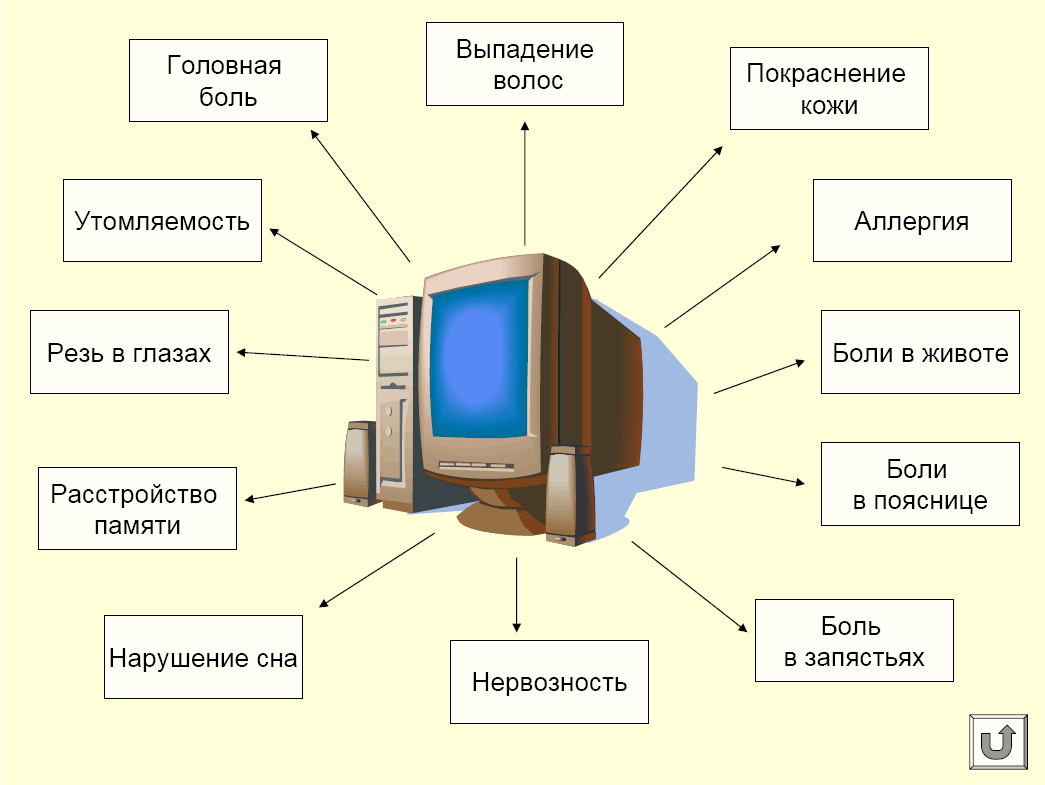 Головная
боль
Выпадение
волос
Покраснение
кожи
Утомляемость
Аллергия
Резь в глазах
Боли в животе
Расстройство
памяти
Боли
в пояснице
Нарушение сна
Нервозность
Боль
в запястьях